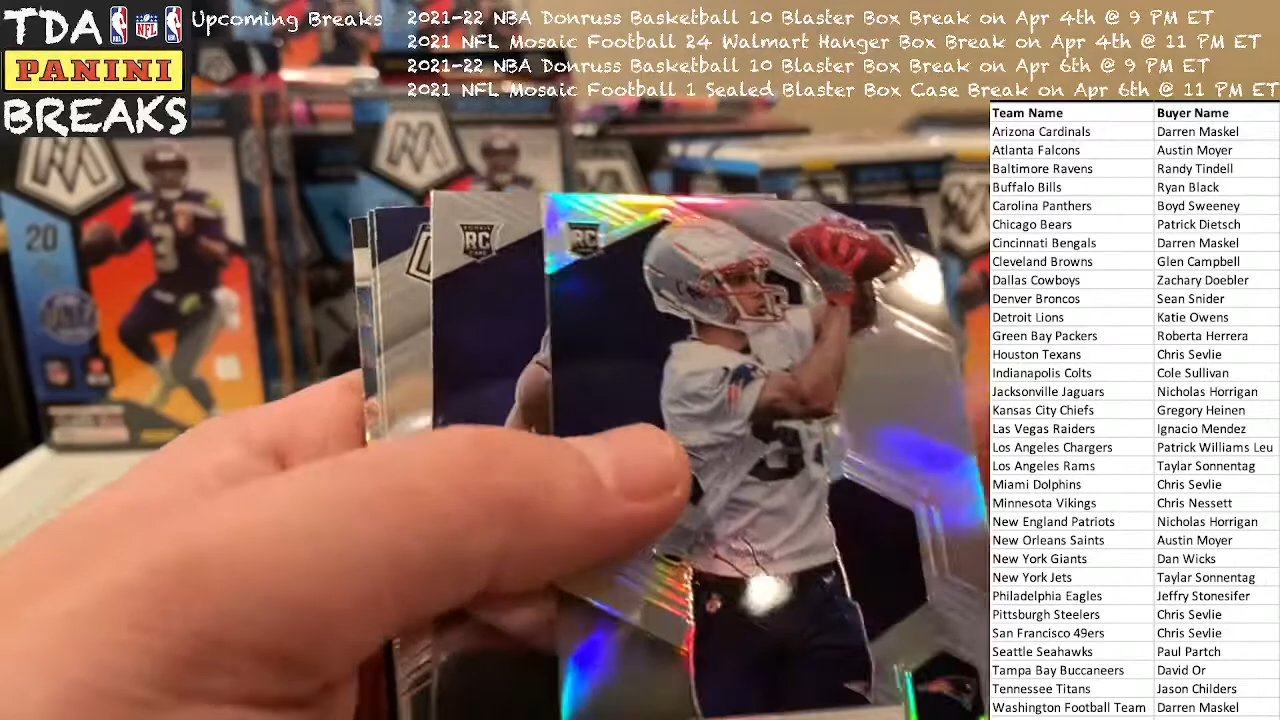 TDA
PANINI
BREAKS
Upcoming Breaks
2021-22 NBA Donruss Basketball 10 Blaster Box Break on Apr 4th @ 9 PM ET
2021 NFL Mosaic Football 24 Walmart Hanger Box Break on Apr 4th @ 11 PM ET
2021-22 NBA Donruss Basketball 10 Blaster Box Break on Apr 6th @ 9 PM ET
2021 NFL Mosaic Football 1 Sealed Blaster Box Case Break on Apr 6th @ 11 PM ET
Team Name Buyer Name
Arizona Cardinals Darren Maskel
Atlanta Falcons Austin Moyer
Baltimore Ravens Randy Tindell
Buffalo Bills Ryan Black
Carolina Panthers Boyd Sweeney
Chicago Bears Patrick Dietsch
Cincinnati Bengals Darren Maskel
Cleveland Browns Glen Campbell
Dallas Cowboys Zachary Doebler
Denver Broncos Sean Snider
Detroit Lions Katie Owens
Green Bay Packers Roberta Herrera
Houston Texans Chris Sevlie
Indianapolis Colts Cole Sullivan
Jacksonville Jaguars Nicholas Horrigan
Kansas City Chiefs Gregory Heinen
Las Vegas Raiders Ignacio Mendez
Los Angeles Chargers Patrick Williams Leu
Los Angeles Rams Taylar Sonnentag
Miami Dolphins Chris Sevlie
Minnesota Vikings Chris Nessett
New England Patriots Nicholas Horrigan
New Orleans Saints Austin Moyer
New York Giants Dan Wicks
New York Jets Taylar Sonnentag
Philadelphia Eagles Jeffry Stonesifer
Pittsburgh Steelers Chris Sevlie
San Francisco 49ers Chris Sevlie
Seattle Seahawks Paul Partch
Tampa Bay Buccaneers David Or
Tennessee Titans Jason Childers
Washington Football Team Darren Maskel
20
3
RC
RC